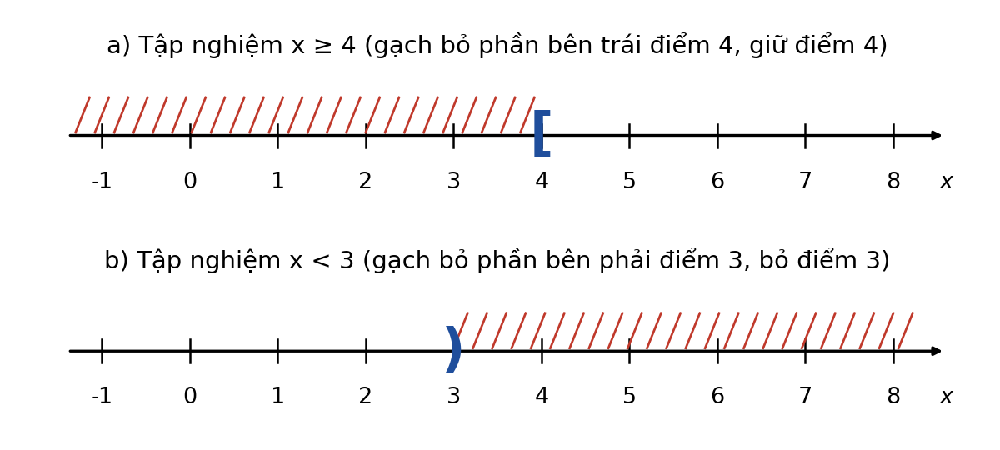 a) Tập nghiệm x ≥ 4 (gạch bỏ phần bên trái điểm 4, giữ điểm 4)
[
-1 0 1 2 3 4 5 6 7 8 x
b) Tập nghiệm x < 3 (gạch bỏ phần bên phải điểm 3, bỏ điểm 3)
)
-1 0 1 2 3 4 5 6 7 8 x